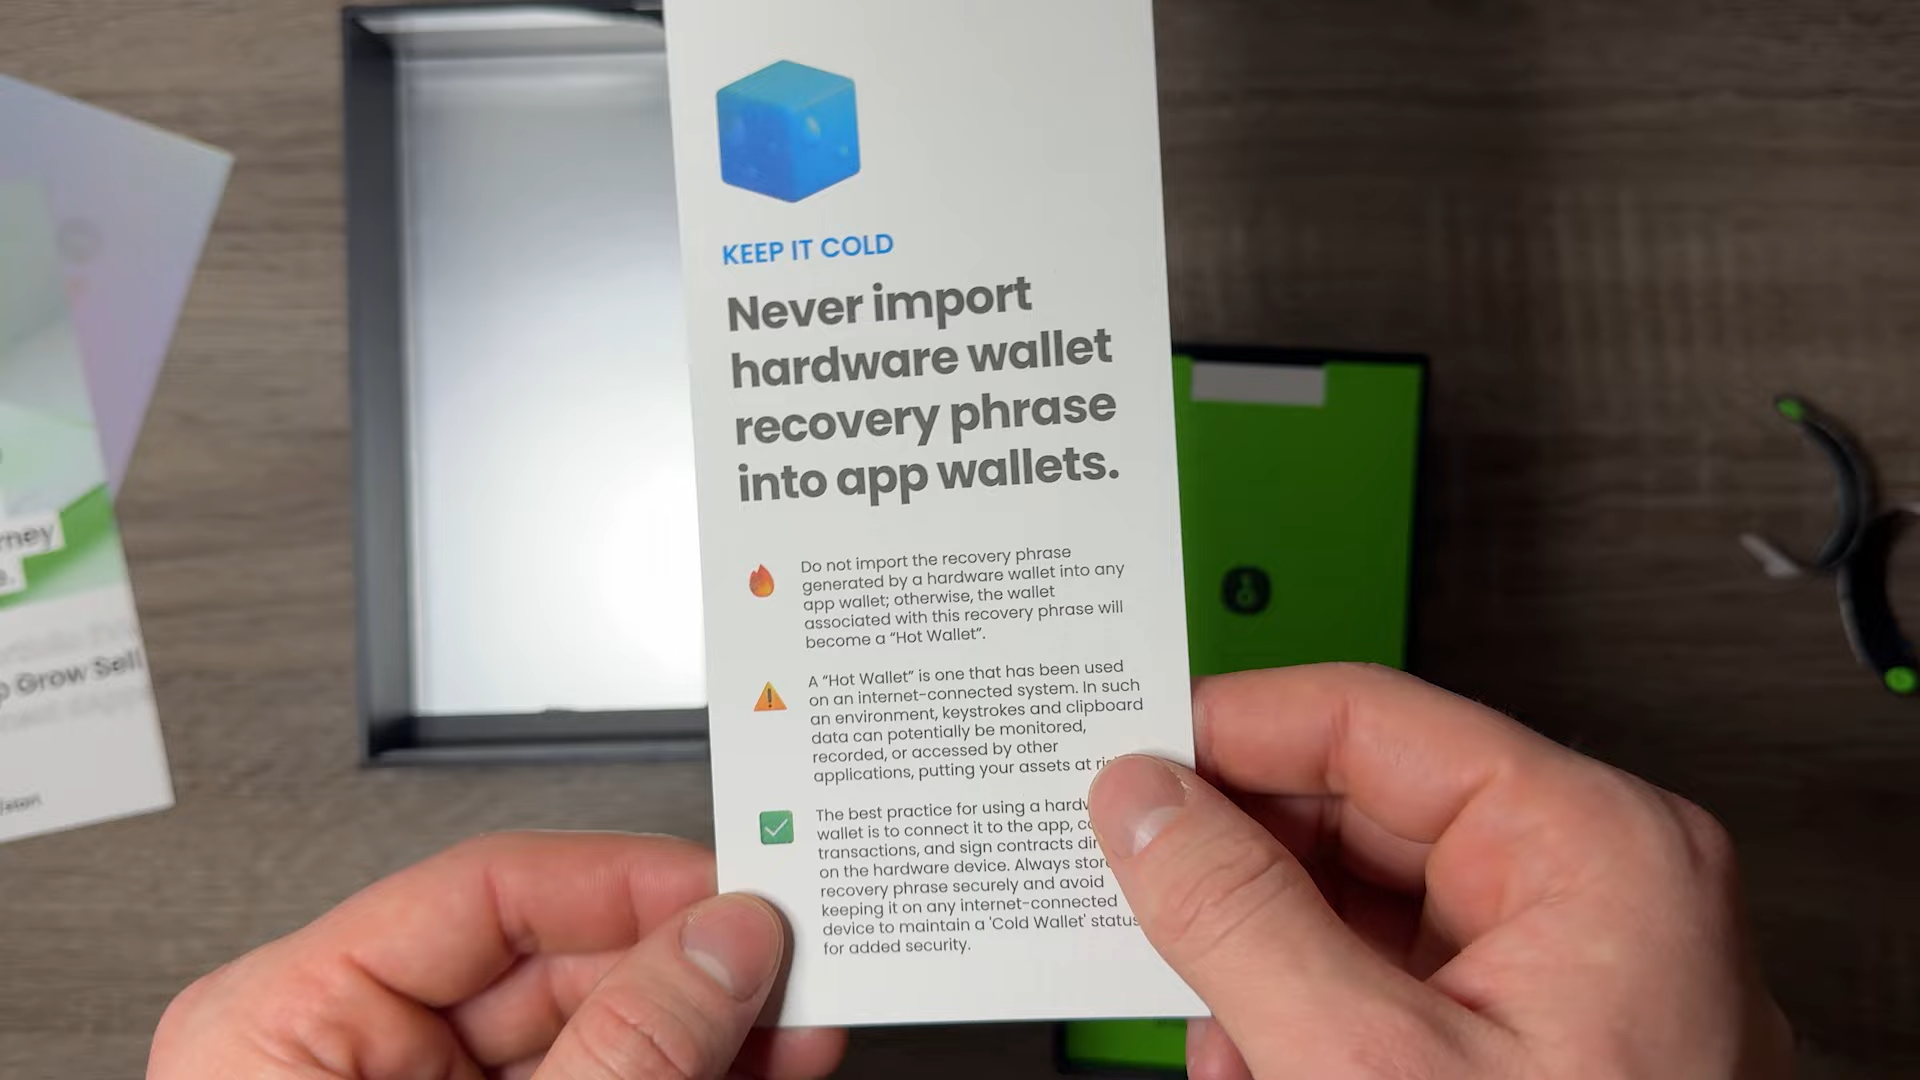 KEEP IT COLD
Never import
hardware wallet
recovery phrase
into app wallets.
Do not import the recovery phrase
generated by a hardware wallet into any
app wallet; otherwise, the wallet
associated with this recovery phrase will
become a “Hot Wallet”.
A “Hot Wallet” is one that has been used
on an internet-connected system. In such
an environment, keystrokes and clipboard
data can potentially be monitored,
recorded, or accessed by other
applications, putting your assets at
The best practice for using a
wallet is to connect it to the app,
transactions, and sign contracts
on the hardware device. Always
recovery phrase securely and avoid
keeping it on any internet-connected
device to maintain a 'Cold Wallet' status
for added security.
Grow Sell